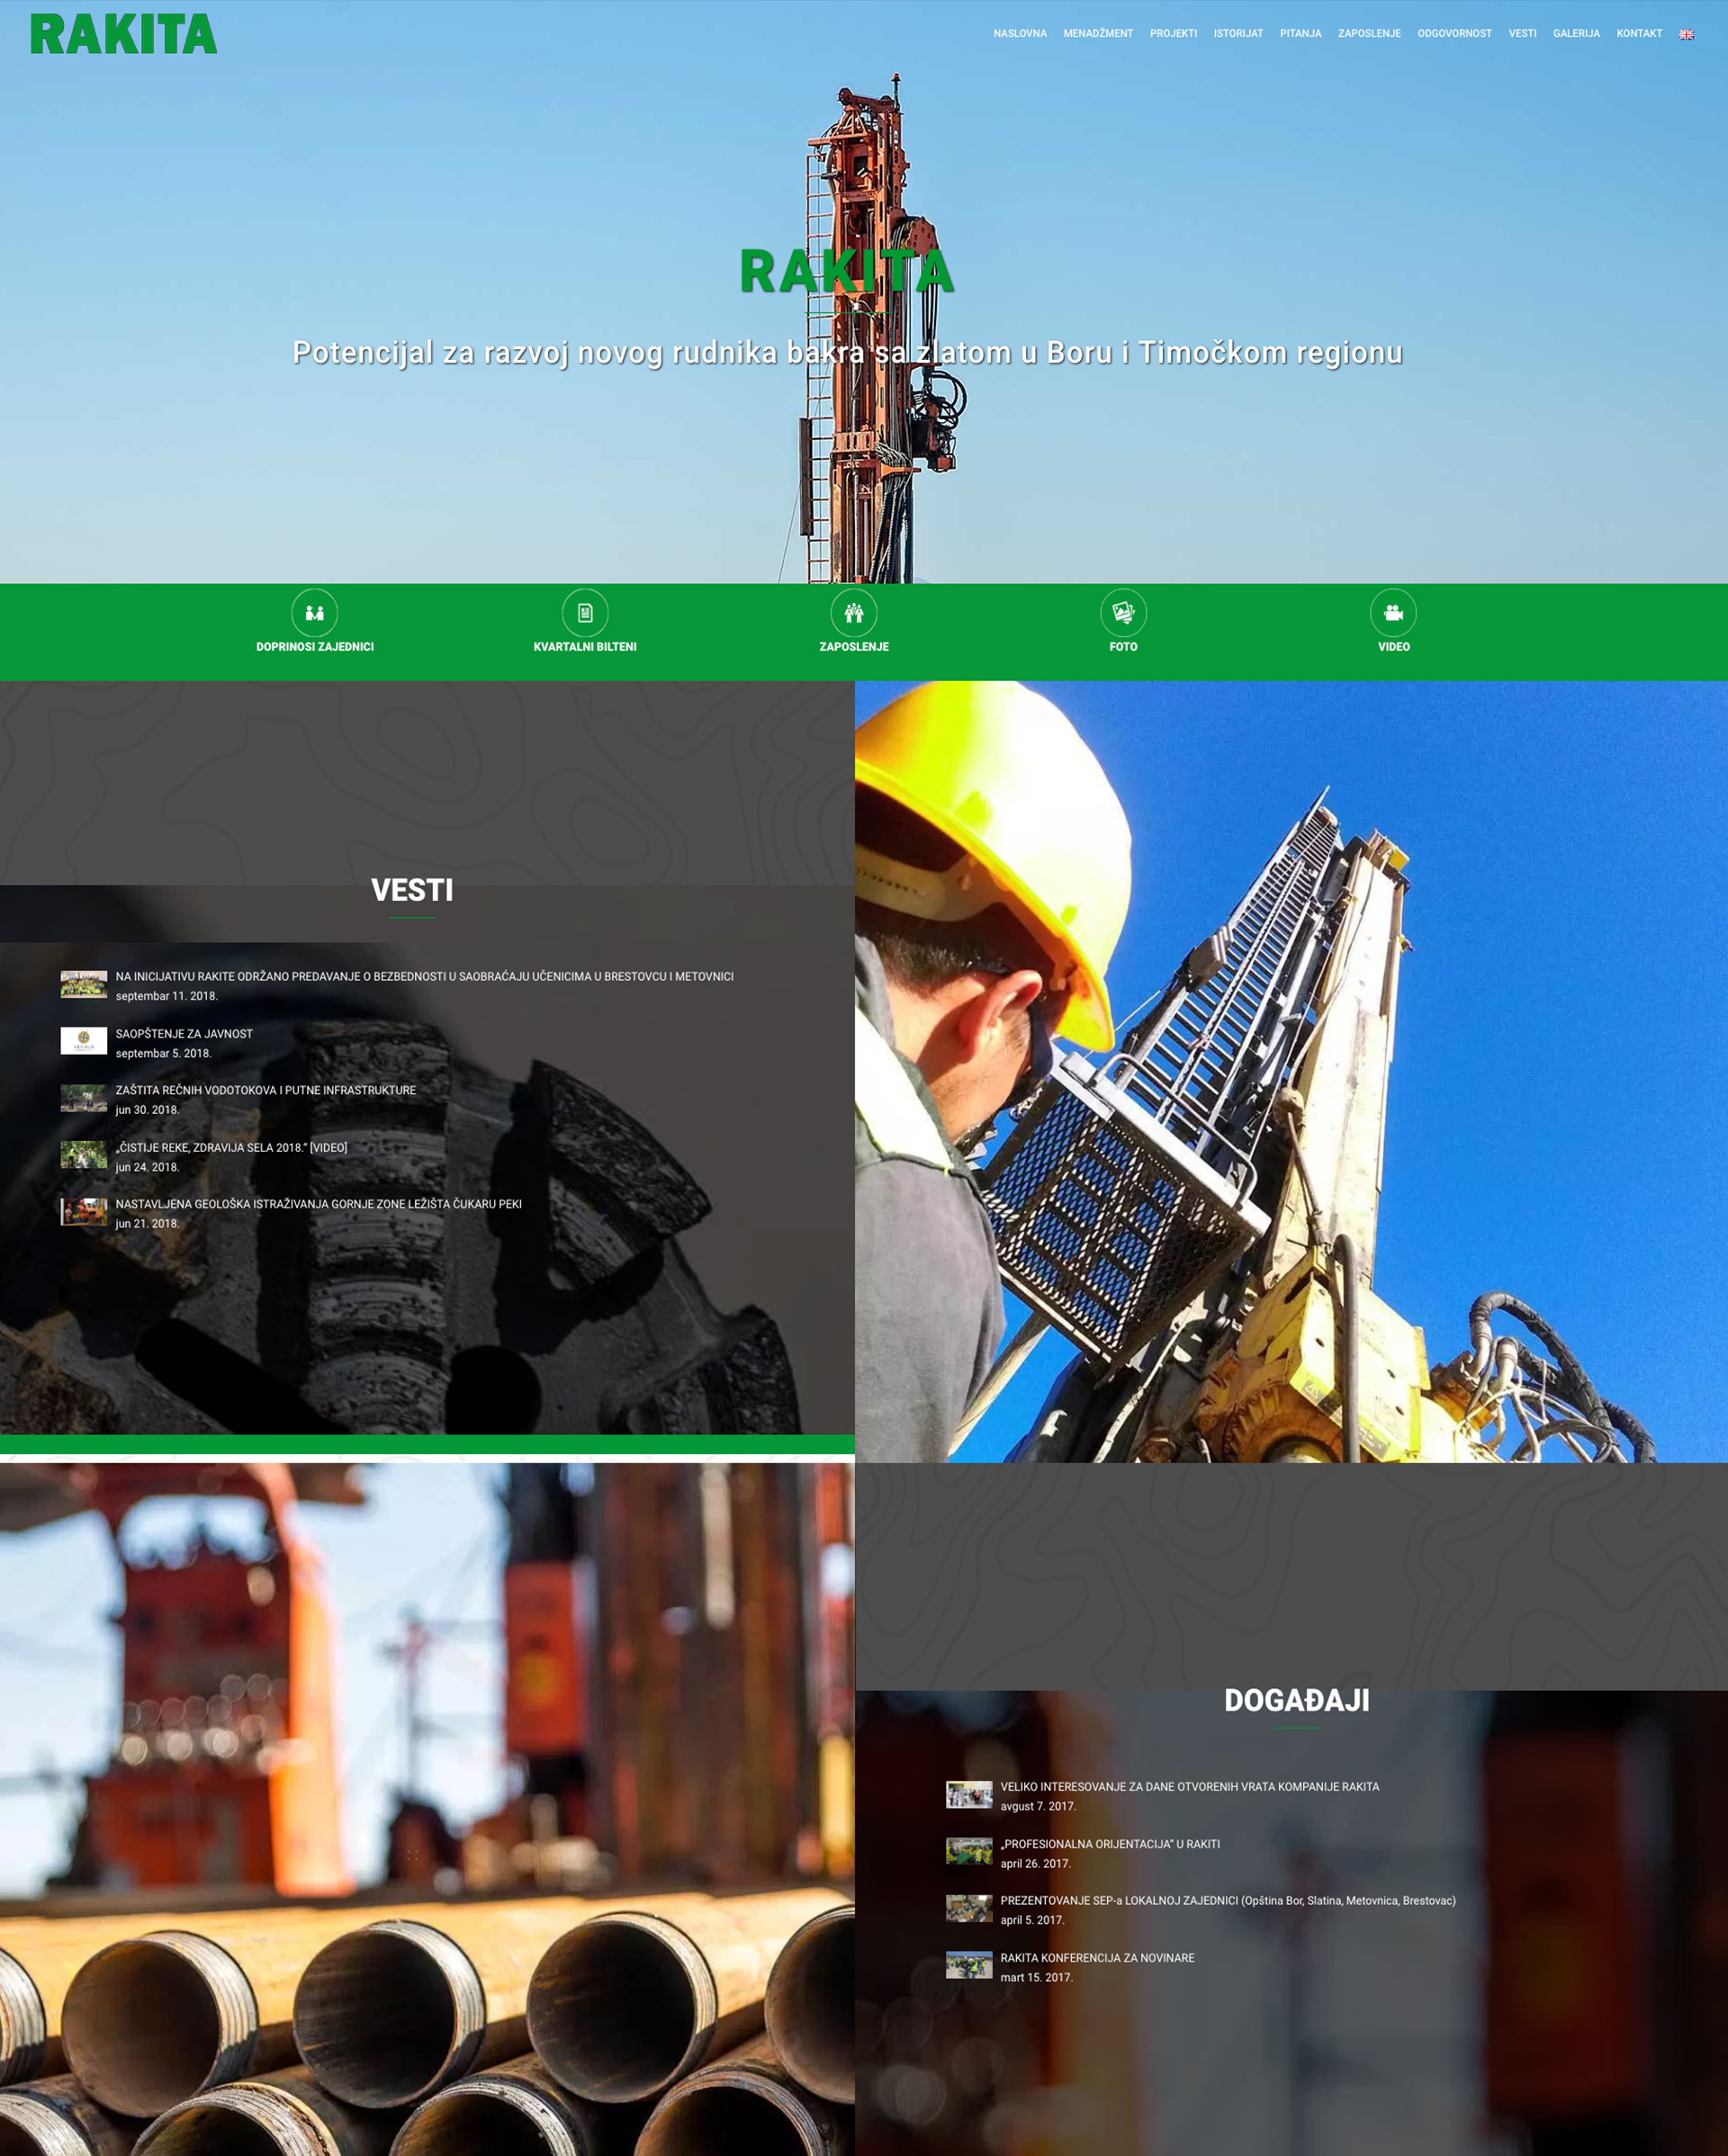 RAKITA
NASLOVNA MENADŽMENT PROJEKTI ISTORIJAT PITANJA ZAPOSLENJE ODGOVORNOST VESTI GALERIJA KONTAKT
RAKITA
Potencijal za razvoj novog rudnika bakra sa zlatom u Boru i Timočkom regionu
DOPRINOSI ZAJEDNICI
KVARTALNI BILTENI
ZAPOSLENJE
FOTO
VIDEO
VESTI
NA INICIJATIVU RAKITE ODRŽANO PREDAVANJE O BEZBEDNOSTI U SAOBRAĆAJU UČENICIMA U BRESTOVCU I METOVNICI
septembar 11. 2018.
SAOPŠTENJE ZA JAVNOST
septembar 5. 2018.
ZAŠTITA REČNIH VODOTOKOVA I PUTNE INFRASTRUKTURE
jun 30. 2018.
„ČISTIJE REKE, ZDRAVIJA SELA 2018.“ [VIDEO]
jun 24. 2018.
NASTAVLJENA GEOLOŠKA ISTRAŽIVANJA GORNJE ZONE LEŽIŠTA ČUKARU PEKI
jun 21. 2018.
DOGAĐAJI
VELIKO INTERESOVANJE ZA DANE OTVORENIH VRATA KOMPANIJE RAKITA
avgust 7. 2017.
„PROFESIONALNA ORIJENTACIJA“ U RAKITI
april 26. 2017.
PREZENTOVANJE SEP-a LOKALNOJ ZAJEDNICI (Opština Bor, Slatina, Metovnica, Brestovac)
april 5. 2017.
RAKITA KONFERENCIJA ZA NOVINARE
mart 15. 2017.